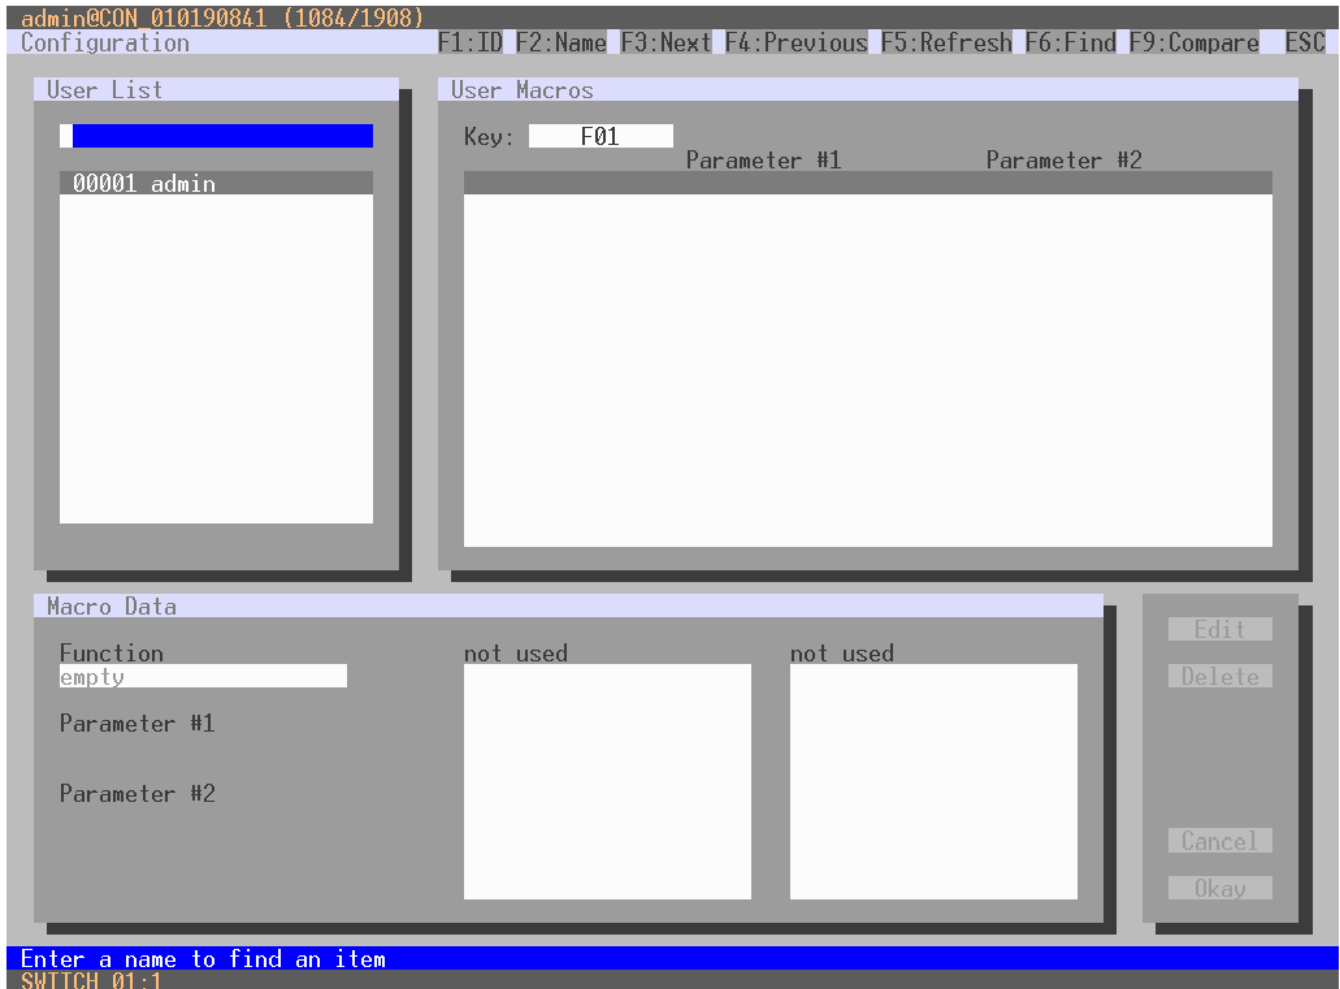 admin@CON_010190841 (1084/1908)
Configuration F1:ID F2:Name F3:Next F4:Previous F5:Refresh F6:Find F9:Compare ESC
User List
User Macros
Key: F01
Parameter #1 Parameter #2
00001 admin
Macro Data
Function
empty
Parameter #1
Parameter #2
not used
not used
Edit
Delete
Cancel
Okay
Enter a name to find an item
SWITCH_01:1